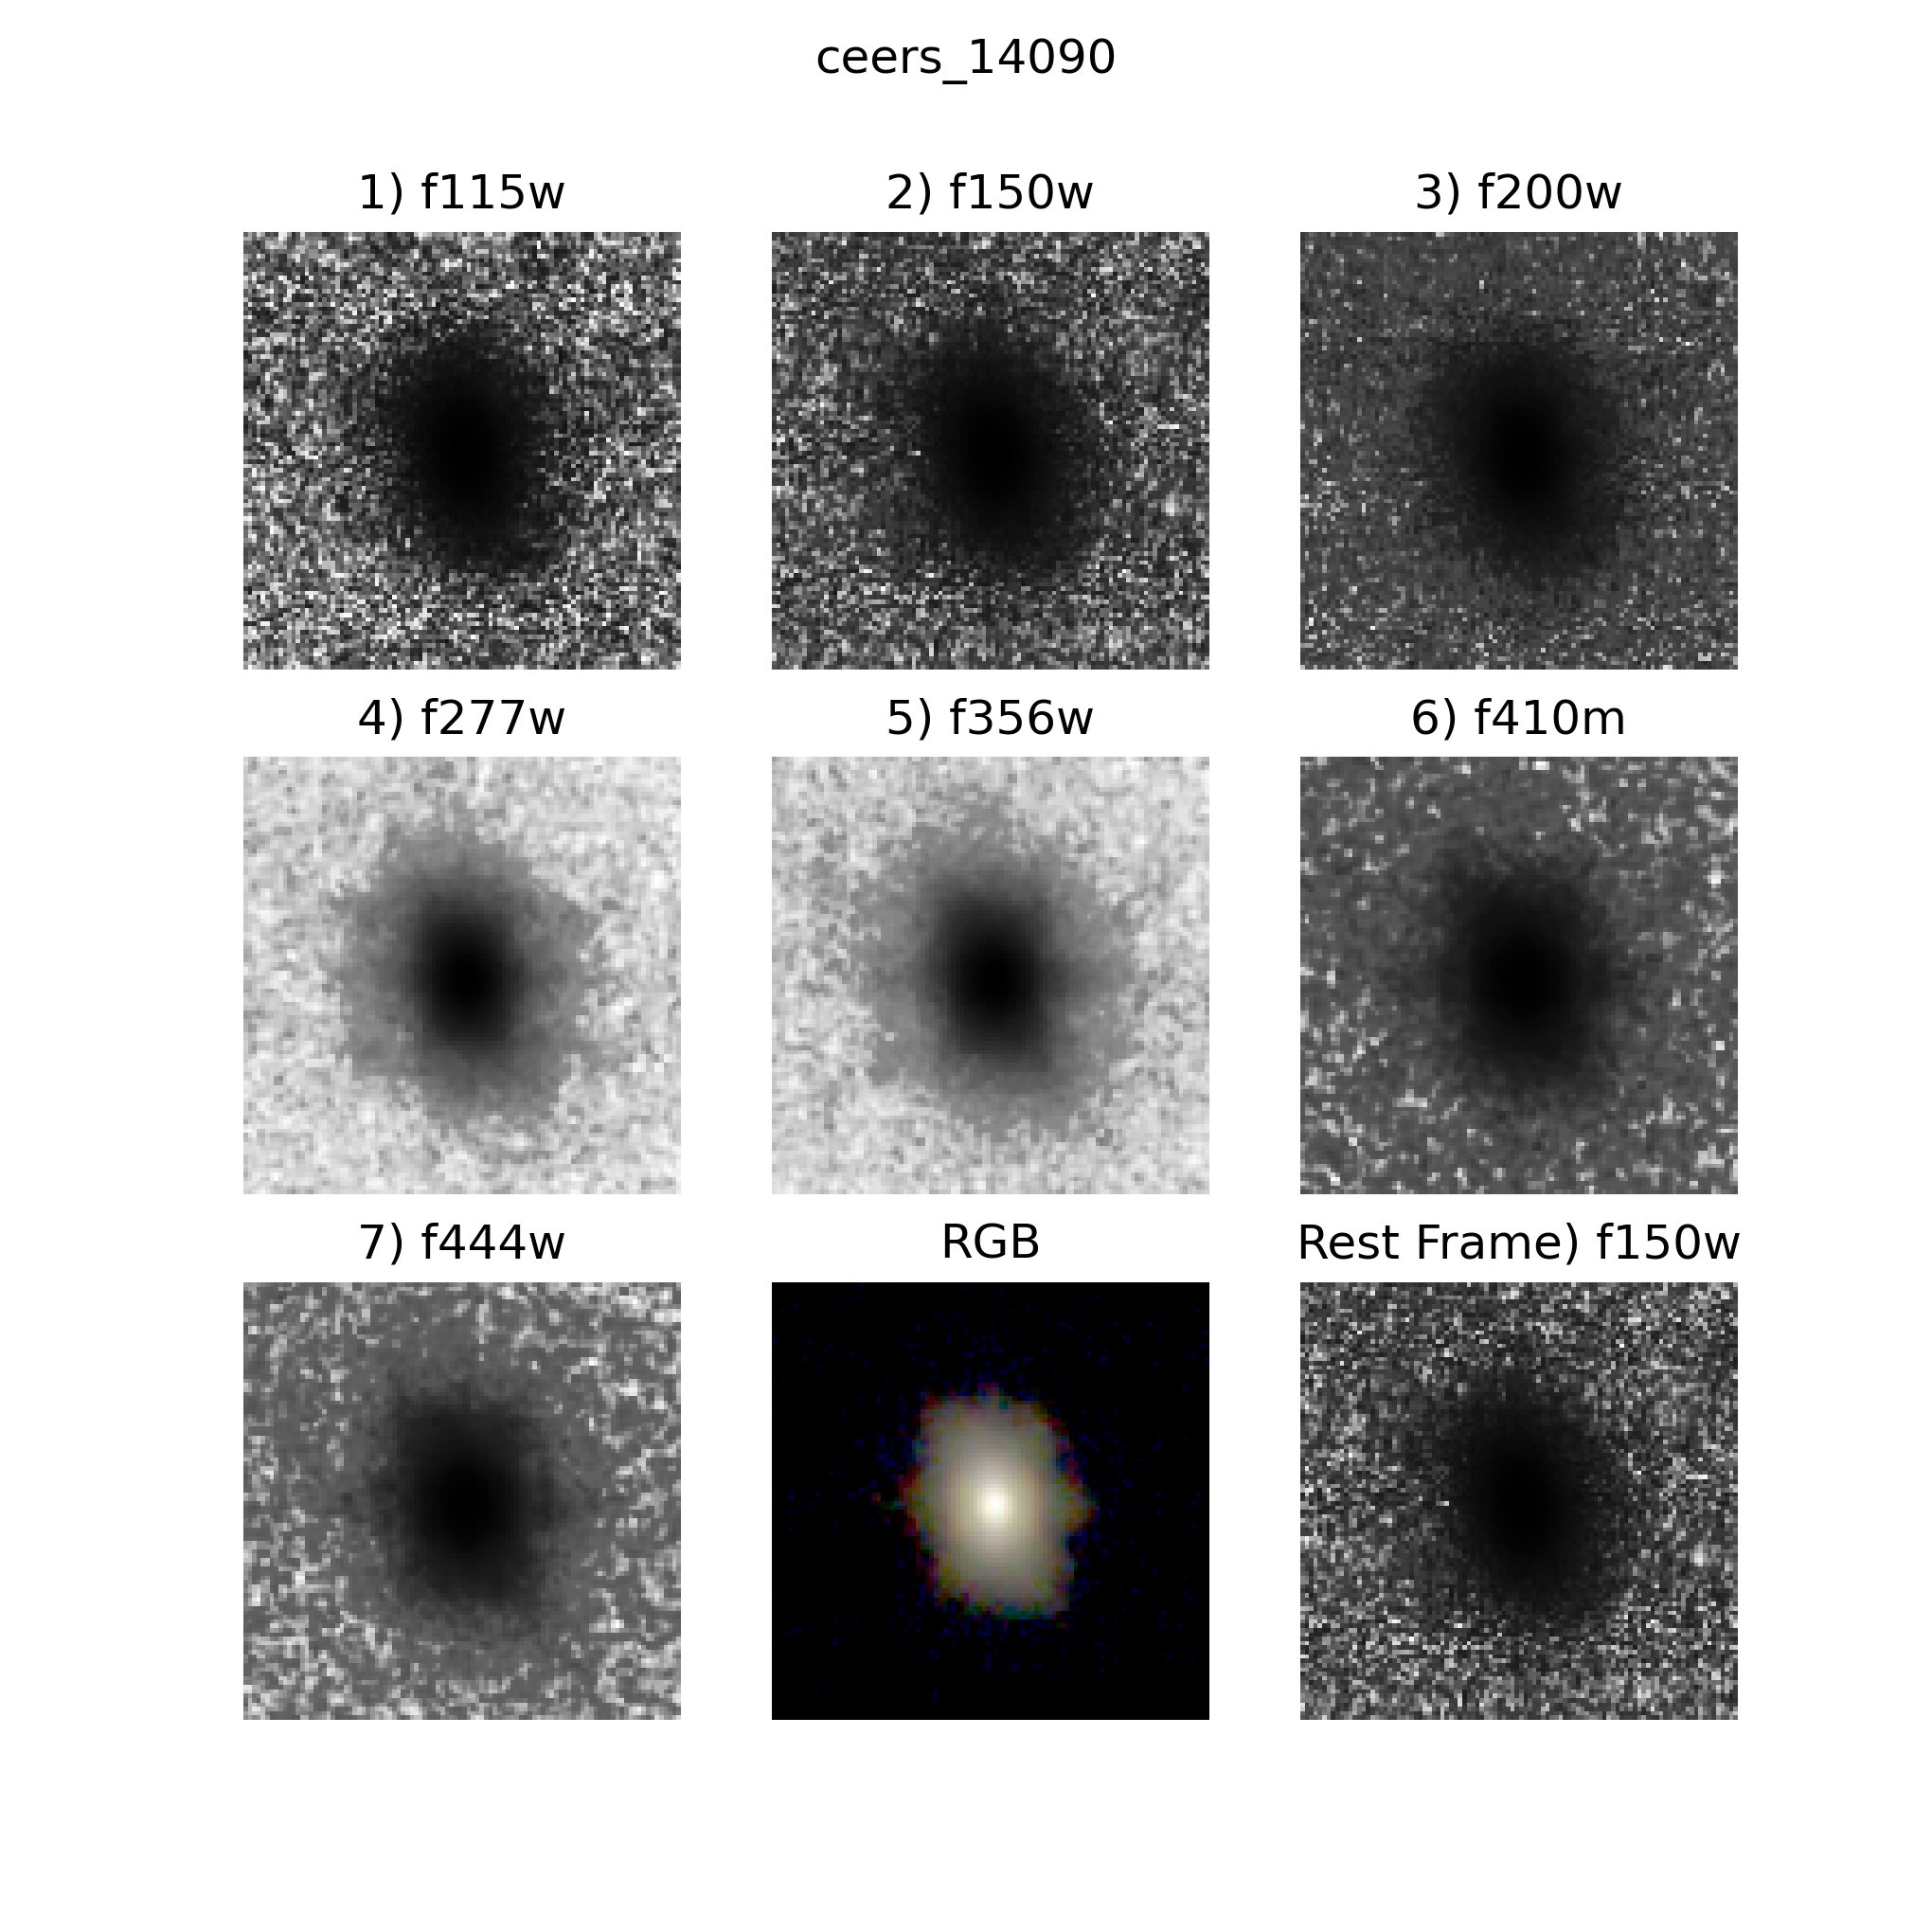 ceers_14090
1) f115w
2) f150w
3) f200w
4) f277w
5) f356w
6) f410m
7) f444w
RGB
Rest Frame) f150w